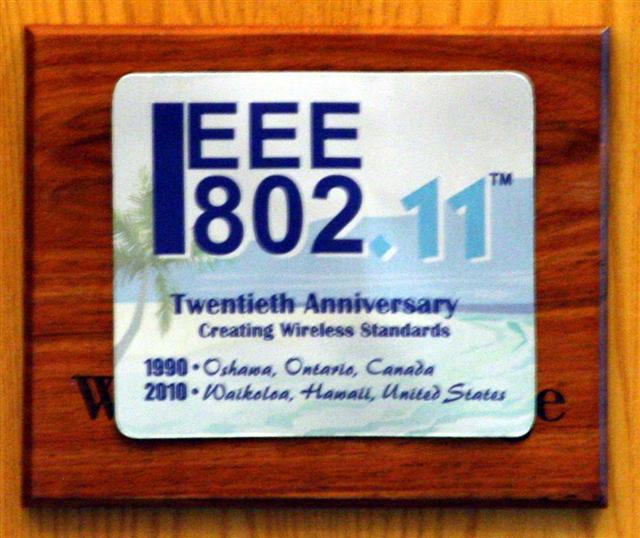 IEEE
802.11™
Twentieth Anniversary
Creating Wireless Standards
1990 • Oshawa, Ontario, Canada
2010 • Waikoloa, Hawaii, United States